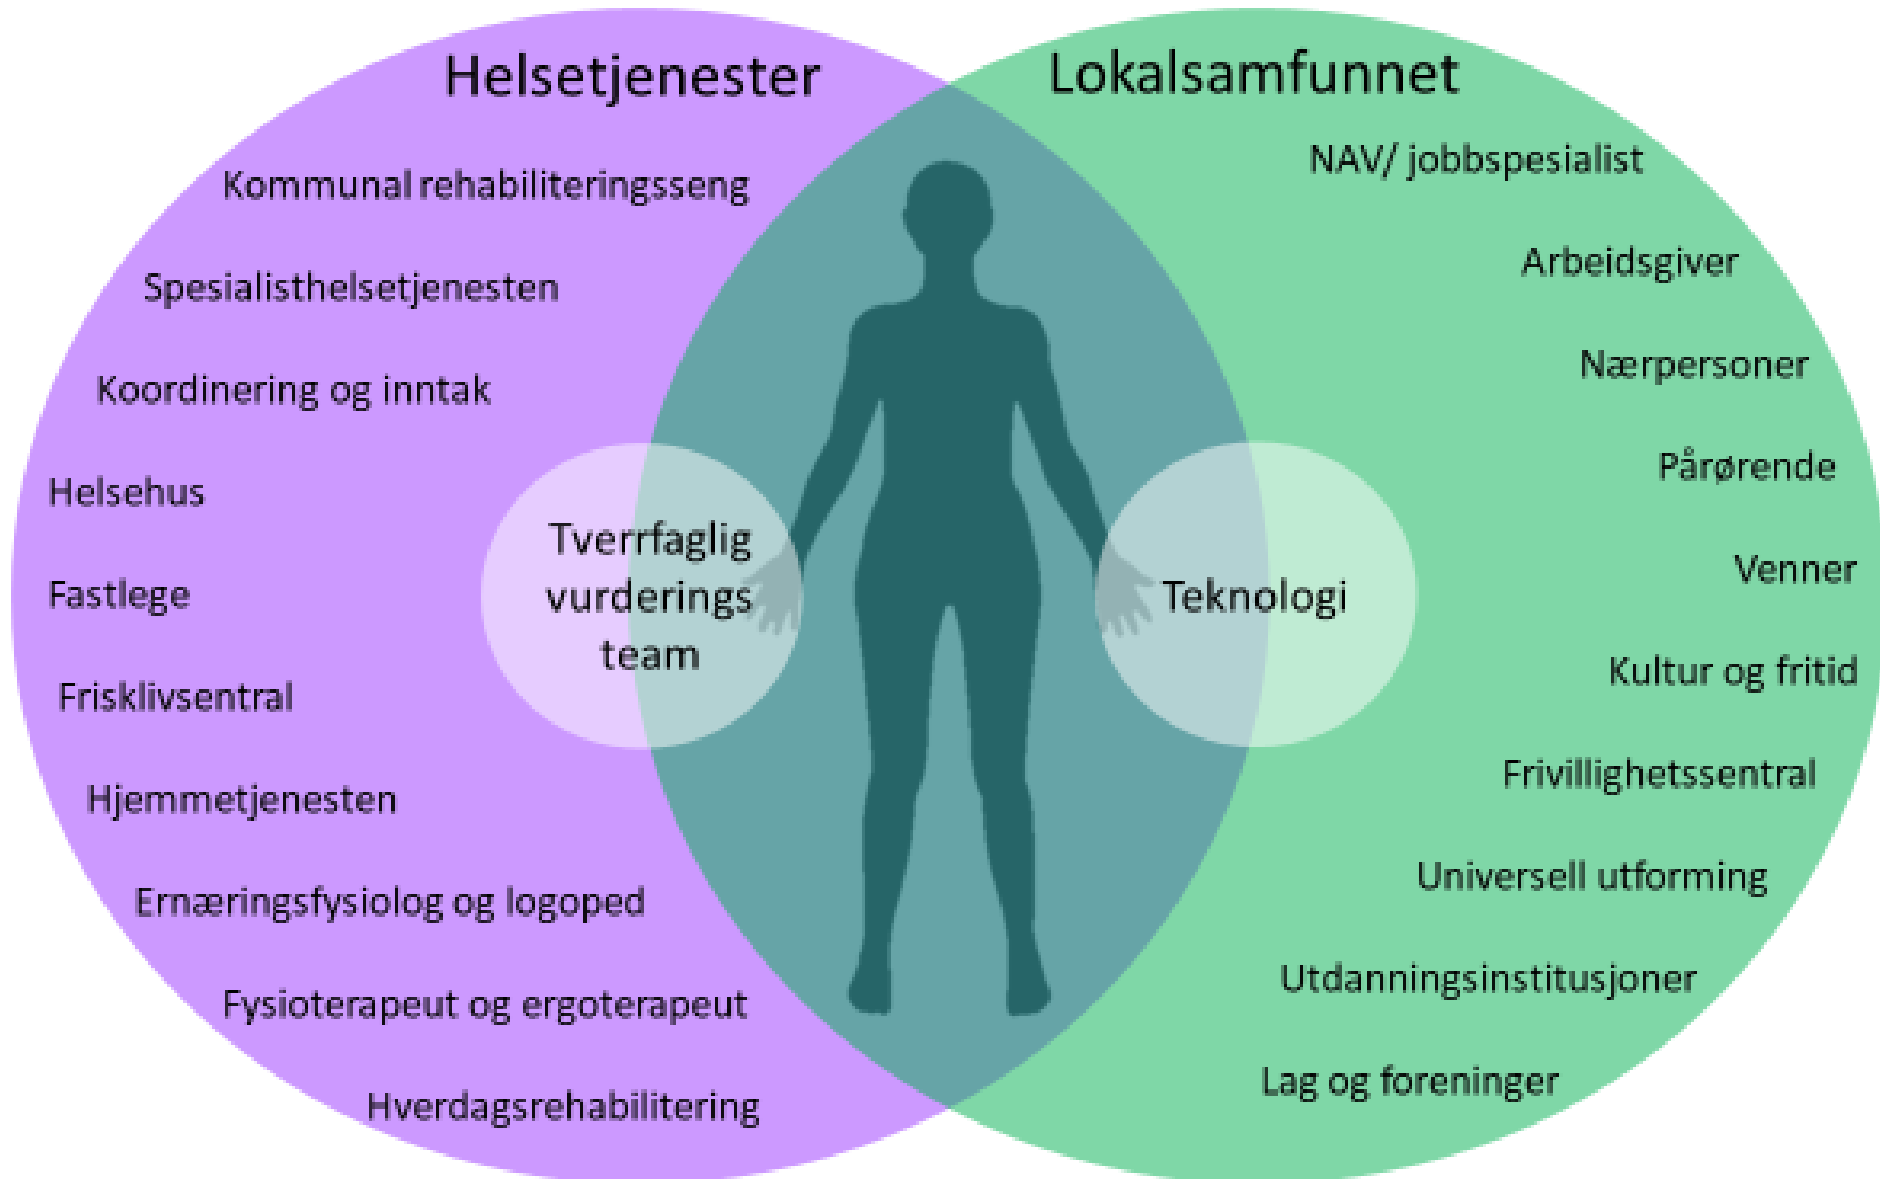 Helsetjenester
Kommunal rehabiliteringsseng
Spesialisthelsetjenesten
Koordinering og inntak
Helsehus
Fastlege
Frisklivsentral
Hjemmetjenesten
Ernæringsfysiolog og logoped
Fysioterapeut og ergoterapeut
Hverdagsrehabilitering
Tverrfaglig
vurderings
team
Teknologi
Lokalsamfunnet
NAV/ jobbspesialist
Arbeidsgiver
Nærpersoner
Pårørende
Venner
Kultur og fritid
Frivillighetssentral
Universell utforming
Utdanningsinstitusjoner
Lag og foreninger